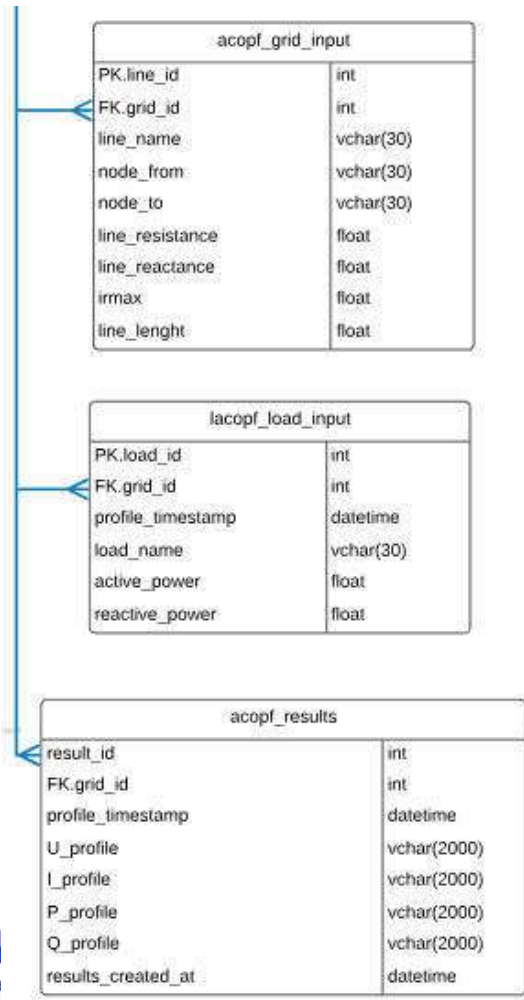 acopf_grid_input
PK.line_id int
FK.grid_id int
line_name vchar(30)
node_from vchar(30)
node_to vchar(30)
line_resistance float
line_reactance float
irmax float
line_lenght float
lacopf_load_input
PK.load_id int
FK.grid_id int
profile_timestamp datetime
load_name vchar(30)
active_power float
reactive_power float
acopf_results
result_id int
FK.grid_id int
profile_timestamp datetime
U_profile vchar(2000)
I_profile vchar(2000)
P_profile vchar(2000)
Q_profile vchar(2000)
results_created_at datetime